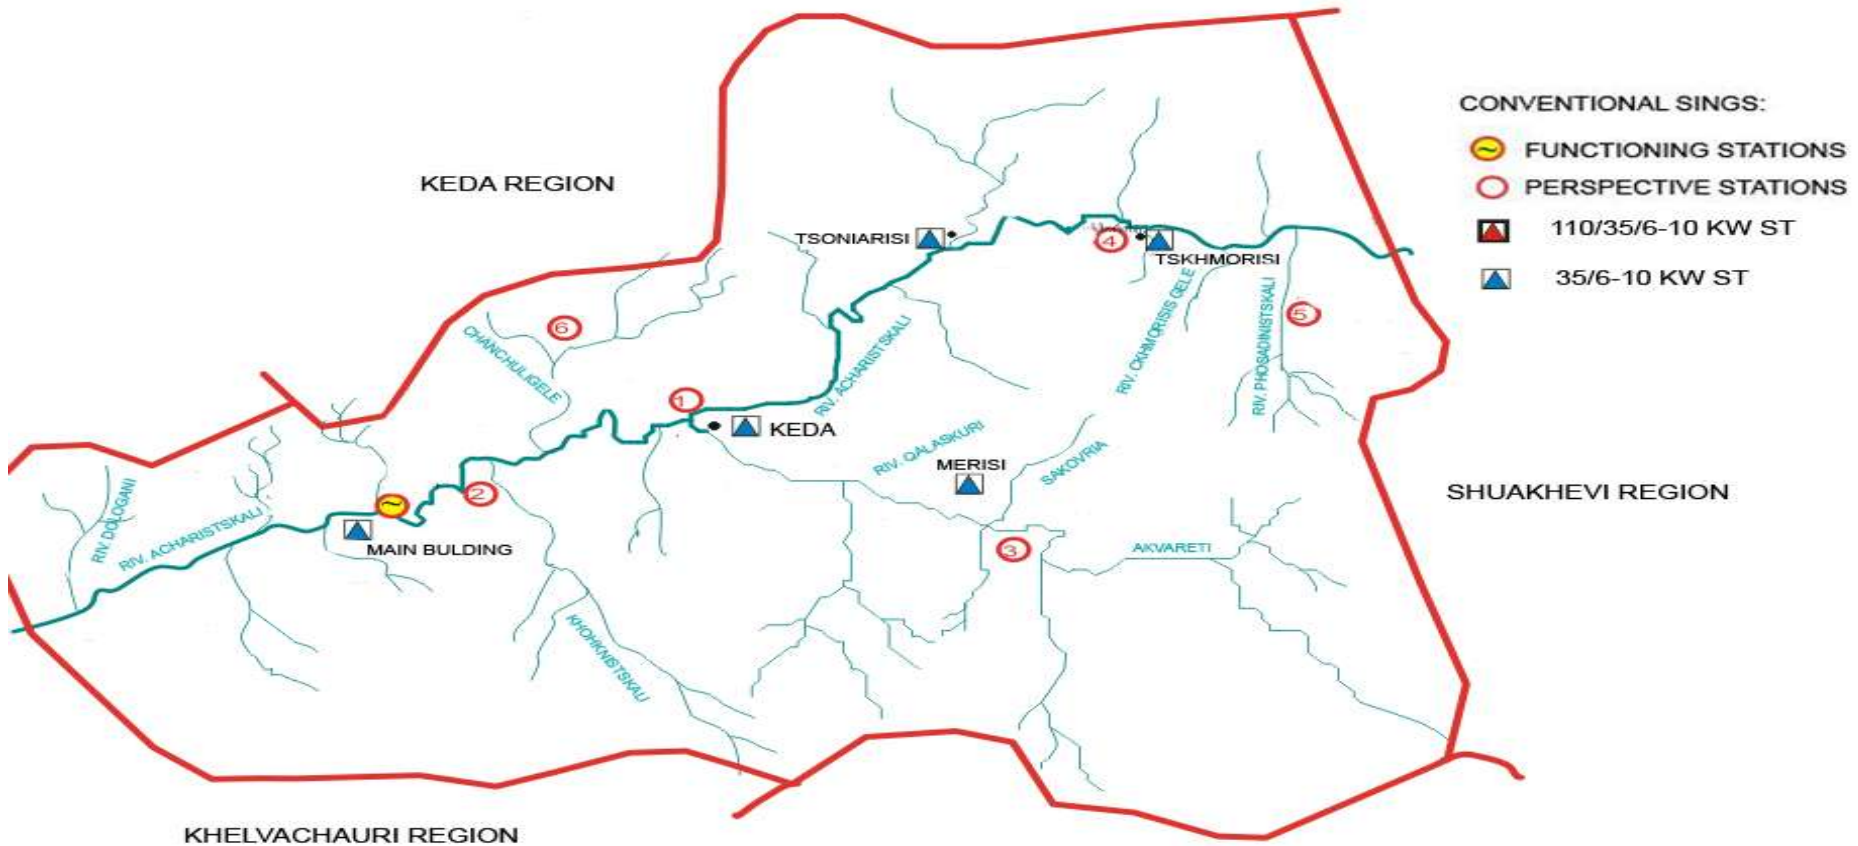 CONVENTIONAL SINGS:
~ FUNCTIONING STATIONS
PERSPECTIVE STATIONS
110/35/6-10 KW ST
35/6-10 KW ST
KEDA REGION
TSONIARISI
4
TSKHMORISI
5
6
CHANCHULIGELE
RIV. ACHARISTSKALI
RIV. CKHMORISIS GELE
RIV. PHOSADINISTSKALI
1
KEDA
RIV. QALASKURI
MERISI
SAKOVRIA
SHUAKHEVI REGION
RIV. DOLOGANI
RIV. ACHARISTSKALI
~
2
MAIN BULDING
3
AKVARETI
KHOHKNISTSKALI
KHELVACHAURI REGION